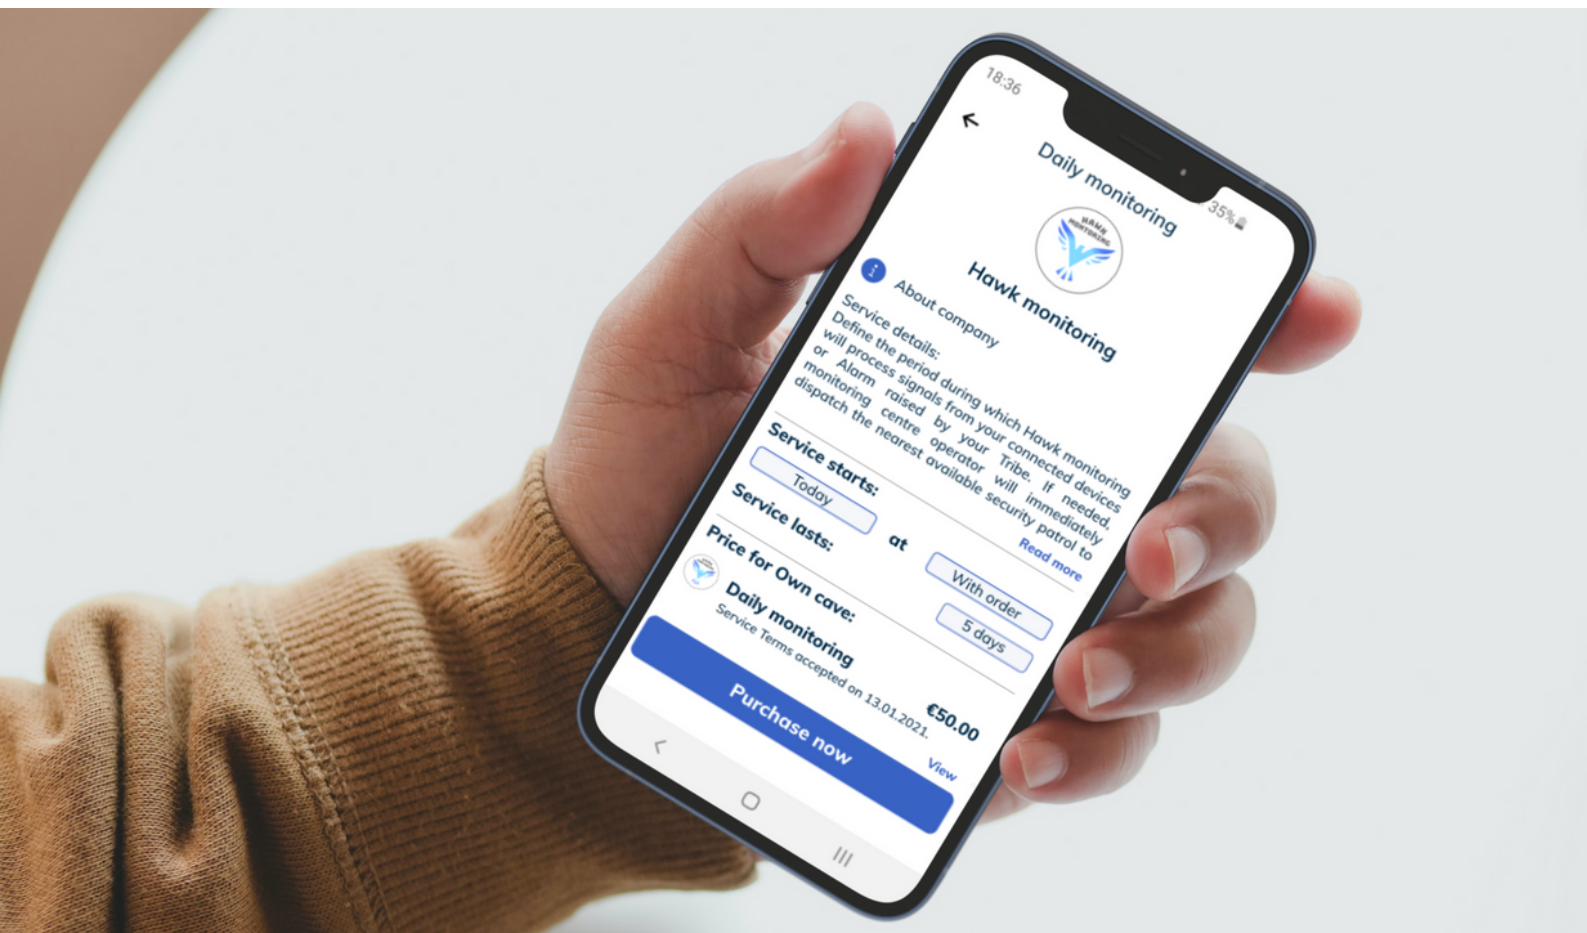 18:36
35%
Daily monitoring
HAWK
MONITORING
Hawk monitoring
i About company
Service details:
Define the period during which Hawk monitoring
will process signals from your connected devices
or Alarm raised by your Tribe. If needed,
monitoring centre operator will immediately
dispatch the nearest available security patrol to
Read more
Service starts:
Today at With order
Service lasts: 5 days
Price for Own cave:
Daily monitoring €50.00
Service Terms accepted on 13.01.2021. View
Purchase now